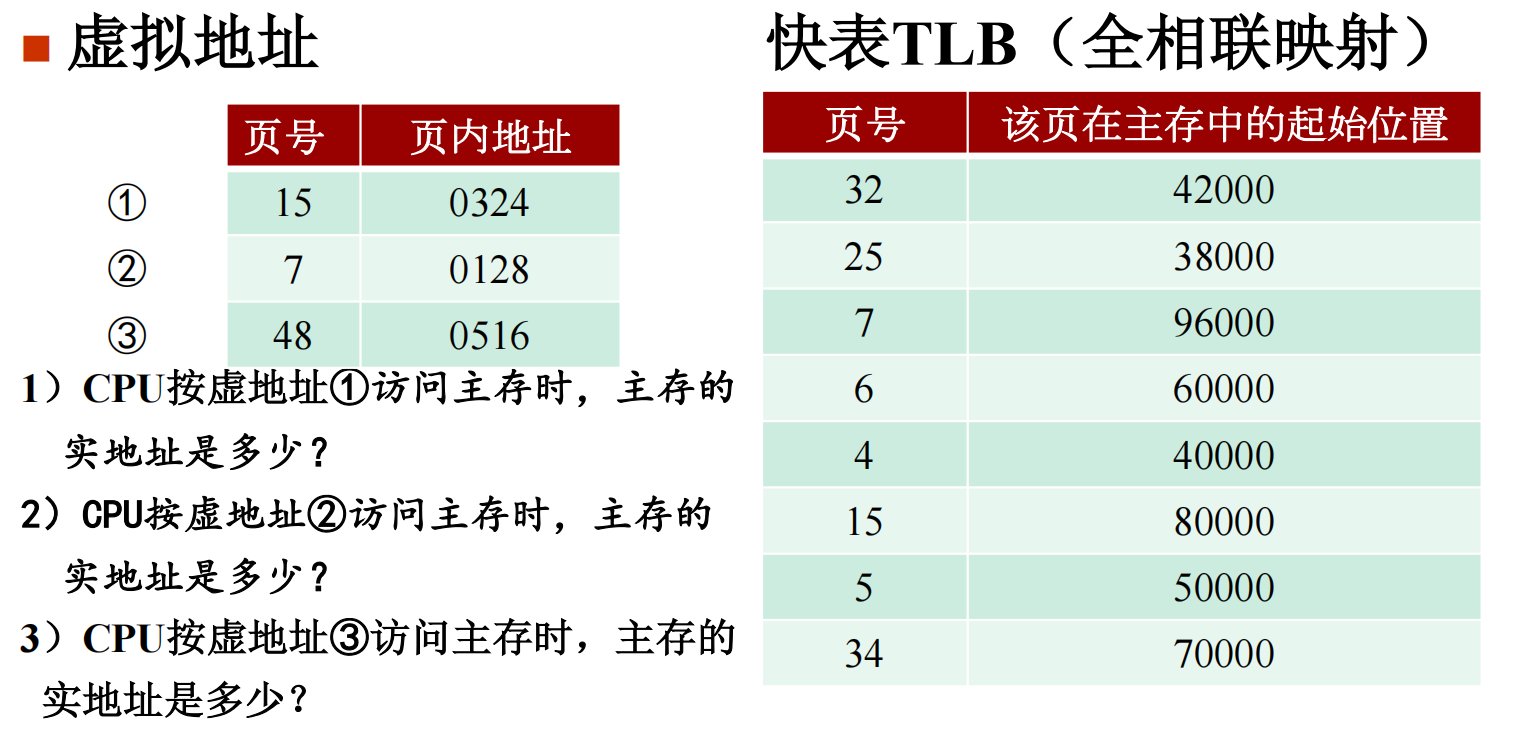 虚拟地址
页号 页内地址
① 15 0324
② 7 0128
③ 48 0516
1）CPU按虚地址①访问主存时，主存的
实地址是多少？
2）CPU按虚地址②访问主存时，主存的
实地址是多少？
3）CPU按虚地址③访问主存时，主存的
实地址是多少？
快表TLB（全相联映射）
页号 该页在主存中的起始位置
32 42000
25 38000
7 96000
6 60000
4 40000
15 80000
5 50000
34 70000